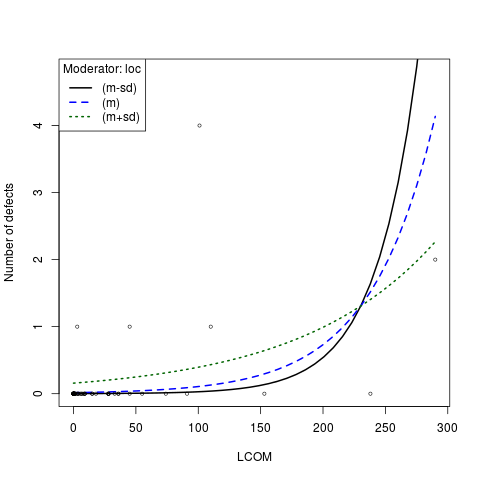 Moderator: loc
(m-sd)
(m)
(m+sd)
Number of defects
4
3
2
1
0
0 50 100 150 200 250 300
LCOM